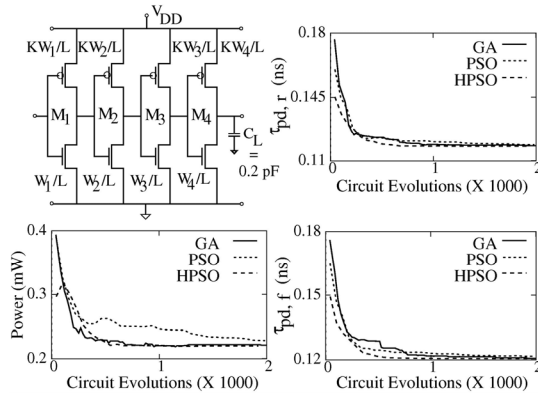 V_DD
KW_1/L KW_2/L KW_3/L KW_4/L
M_1 M_2 M_3 M_4
C_L
=
0.2 pF
W_1/L W_2/L W_3/L W_4/L
τ_pd, r (ns)
0.18
0.145
0.11
GA
PSO
HPSO
1 2
Circuit Evolutions (X 1000)
Power (mW)
0.4
0.3
0.2
GA
PSO
HPSO
0 1 2
Circuit Evolutions (X 1000)
τ_pd, f (ns)
0.18
0.15
0.12
GA
PSO
HPSO
0 1 2
Circuit Evolutions (X 1000)